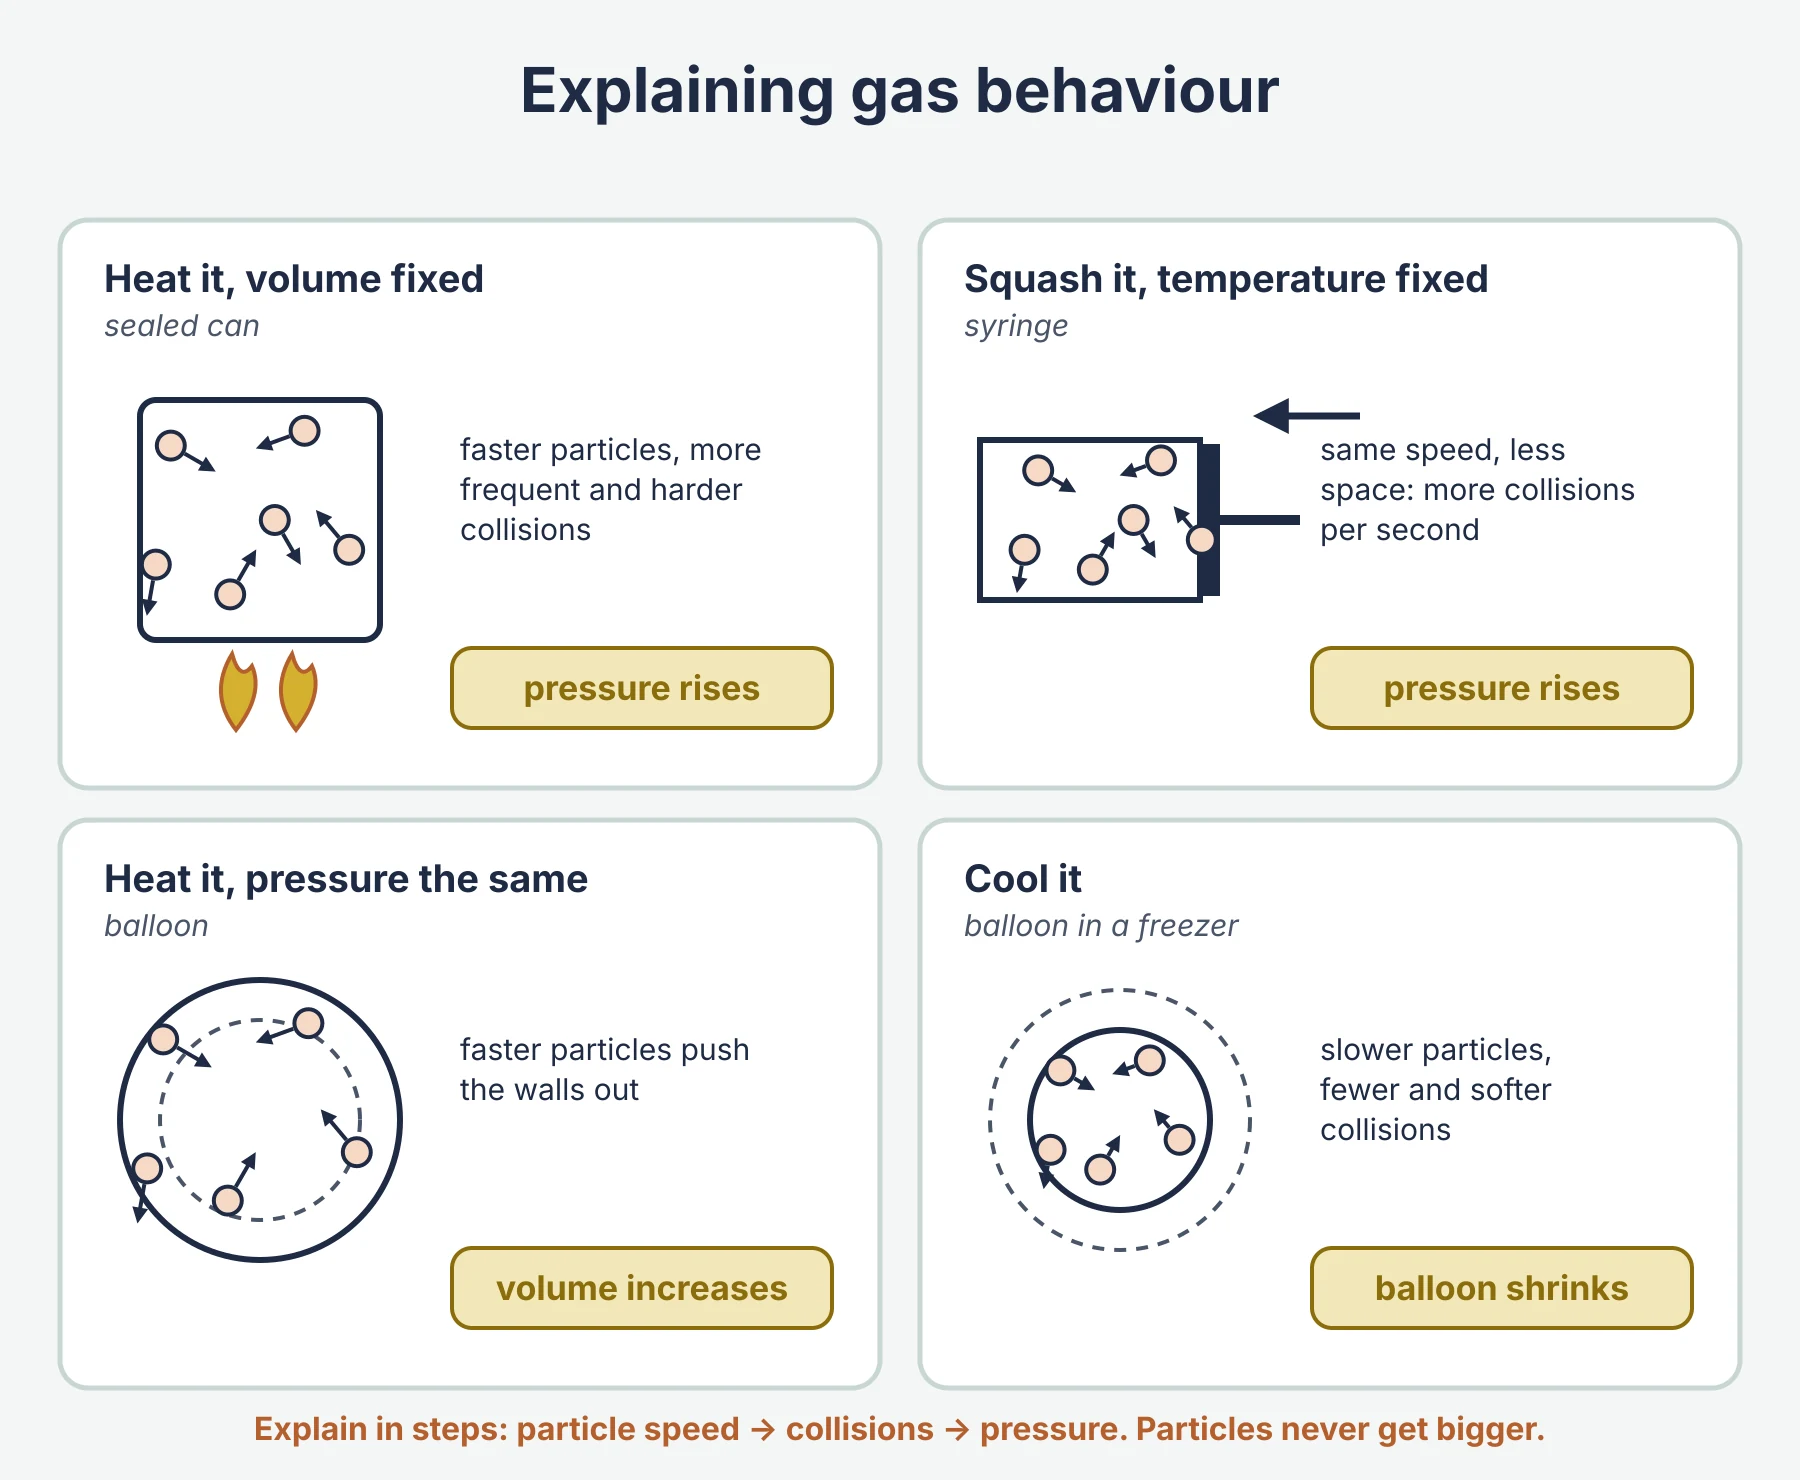 Explaining gas behaviour
Heat it, volume fixed
sealed can
faster particles, more
frequent and harder
collisions
pressure rises
Squash it, temperature fixed
syringe
same speed, less
space: more collisions
per second
pressure rises
Heat it, pressure the same
balloon
faster particles push
the walls out
volume increases
Cool it
balloon in a freezer
slower particles,
fewer and softer
collisions
balloon shrinks
Explain in steps: particle speed → collisions → pressure. Particles never get bigger.